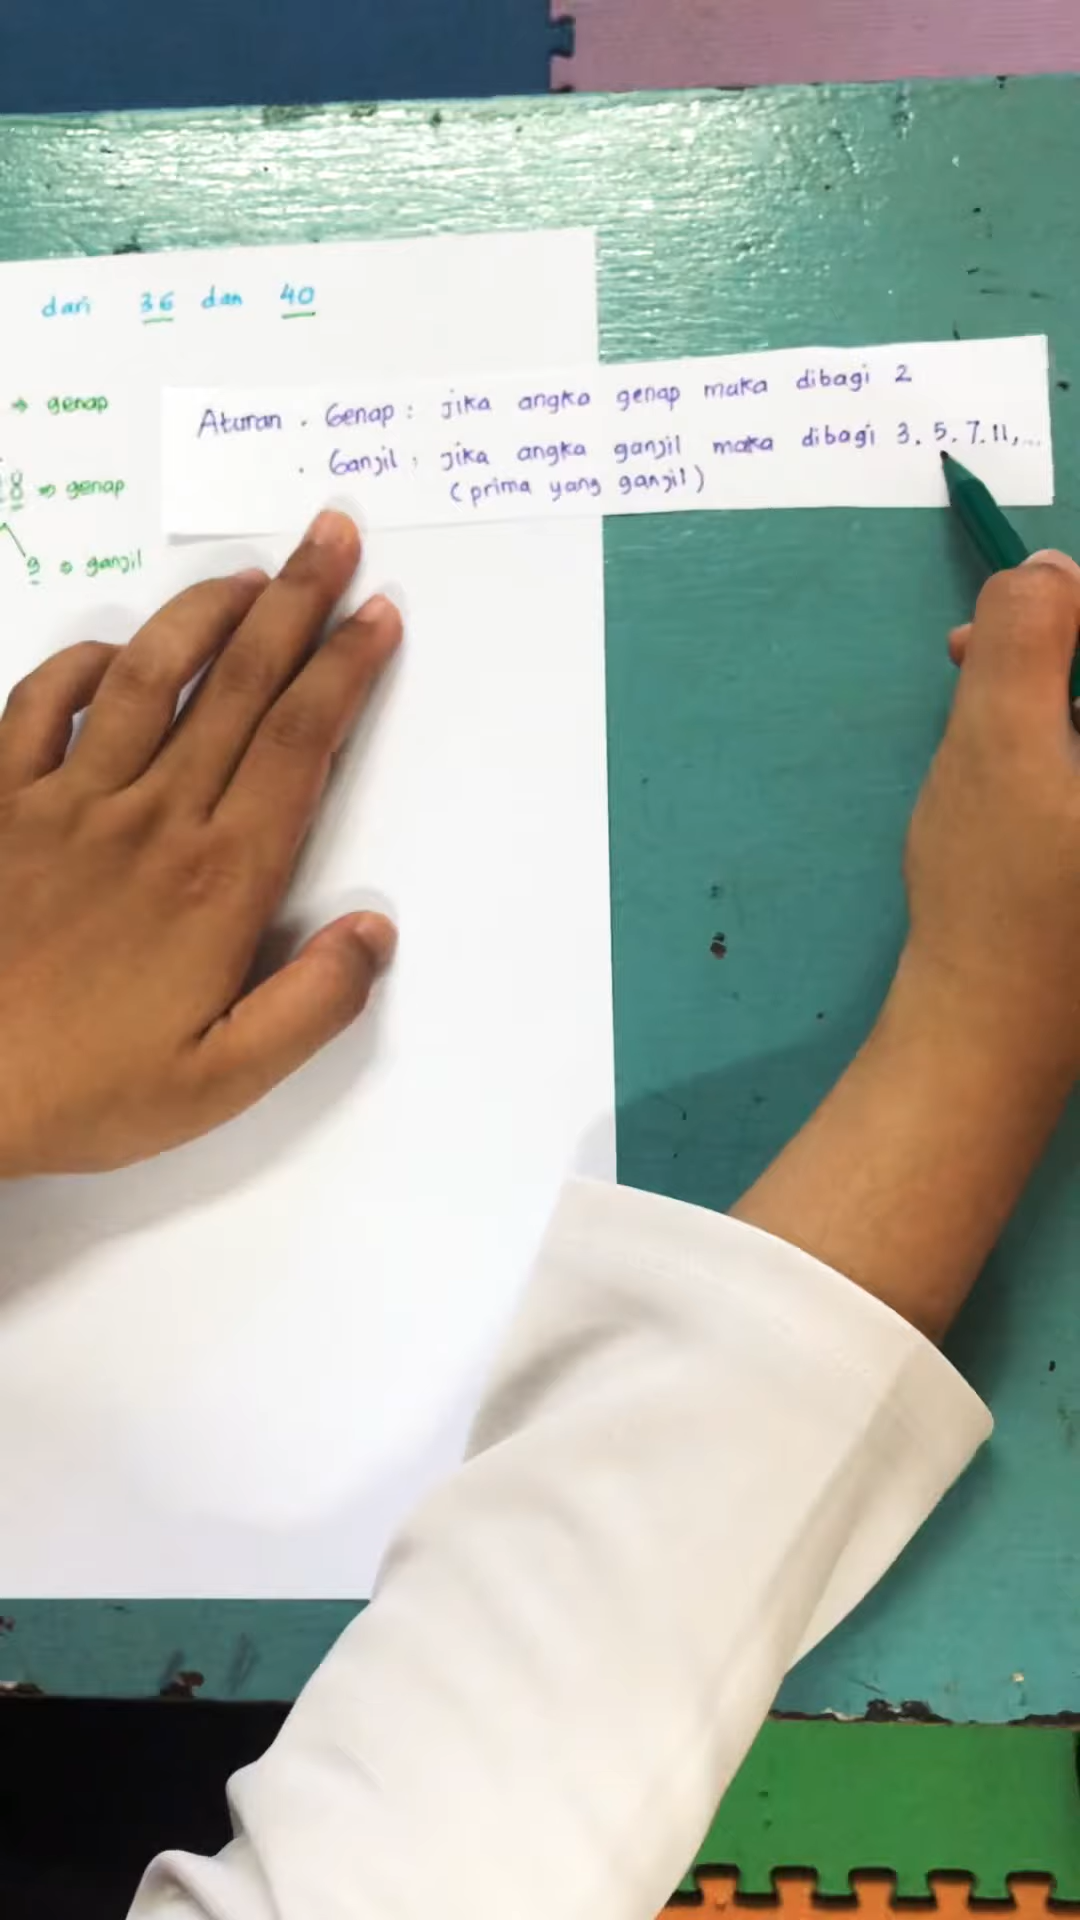 dari 36 dan 40
⇒ genap
Aturan . Genap : jika angka genap maka dibagi 2
. Ganjil : jika angka ganjil maka dibagi 3, 5, 7, 11, ...
(prima yang ganjil)
8 ⇒ genap
9 ⇒ ganjil